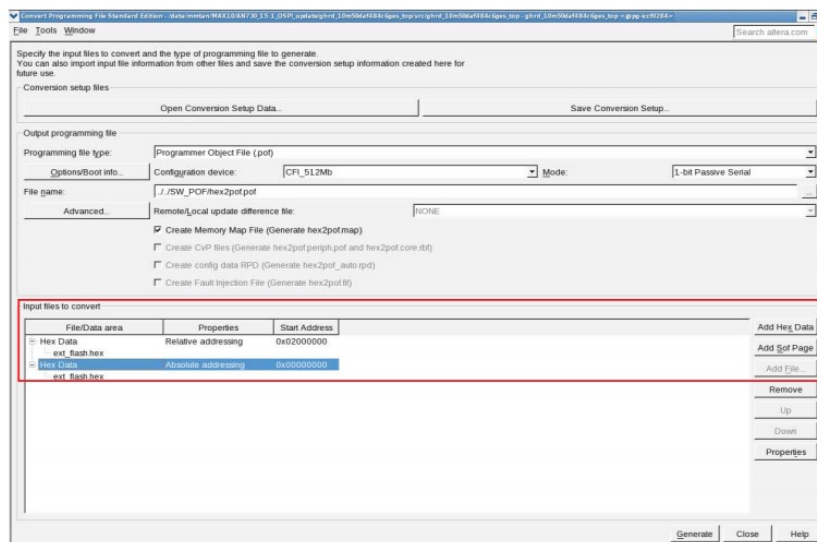 Convert Programming File Standard Edition - /data/mmtan/MAX10/AN730_15.1_QSPI_update/ghrd_10m50daf484c6ges_top/src/ghrd_10m50daf484c6ges_top - ghrd_10m50daf484c6ges_top
File Tools Window
Search altera.com
Specify the input files to convert and the type of programming file to generate.
You can also import input file information from other files and save the conversion setup information created here for
future use.
Conversion setup files
Open Conversion Setup Data... Save Conversion Setup...
Output programming file
Programming file type: Programmer Object File (.pof)
Options/Boot info... Configuration device: CFI_512Mb Mode: 1-bit Passive Serial
File name: ./../SW_POF/hex2pof.pof ...
Advanced... Remote/Local update difference file: NONE
Create Memory Map File (Generate hex2pof.map)
Create CvP files (Generate hex2pof.periph.pof and hex2pof.core.rbf)
Create config data RPD (Generate hex2pof_auto.rpd)
Create Fault Injection File (Generate hex2pof.fif)
Input files to convert
File/Data area Properties Start Address
Hex Data Relative addressing 0x02000000
ext_flash.hex
Hex Data Absolute addressing 0x00000000
ext_flash.hex
Add Hex Data
Add Sof Page
Add File...
Remove
Up
Down
Properties
Generate Close Help